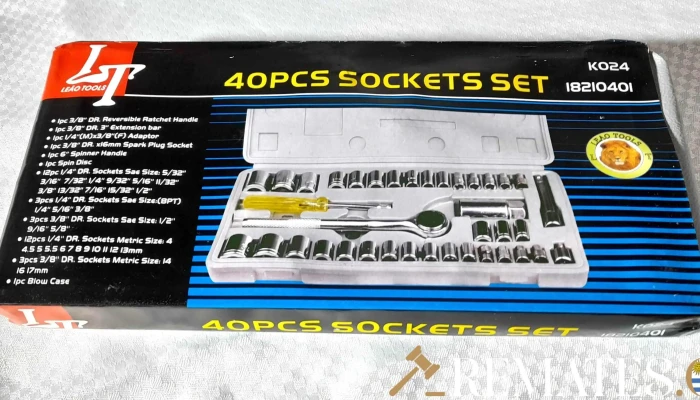 LT
LEÃO TOOLS
40PCS SOCKETS SET
K024
18210401
• 1pc 3/8" DR. Reversible Ratchet Handle
• 1pc 3/8" DR. 3" Extension bar
• 1pc 1/4"(M)x3/8"(F) Adaptor
• 1pc 3/8" DR. x16mm Spark Plug Socket
• 1pc 6" Spinner Handle
• 1pc Spin Disc
• 12pc 1/4" DR. Sockets Sae Size: 5/32"
3/16" 7/32" 1/4" 9/32" 5/16" 11/32"
3/8" 13/32" 7/16" 15/32" 1/2"
• 3pcs 1/4" DR. Sockets Sae Size:(8PT)
1/4" 5/16" 3/8"
• 3pcs 3/8" DR. Sockets Sae Size: 1/2"
9/16" 5/8"
• 12pcs 1/4" DR. Sockets Metric Size: 4
4.5 5 5.5 6 7 8 9 10 11 12 13mm
• 3pcs 3/8" DR. Sockets Metric Size: 14
16 17mm
• 1pc Blow Case
LEÃO TOOLS
40PCS SOCKETS SET
18210401
REMATES.